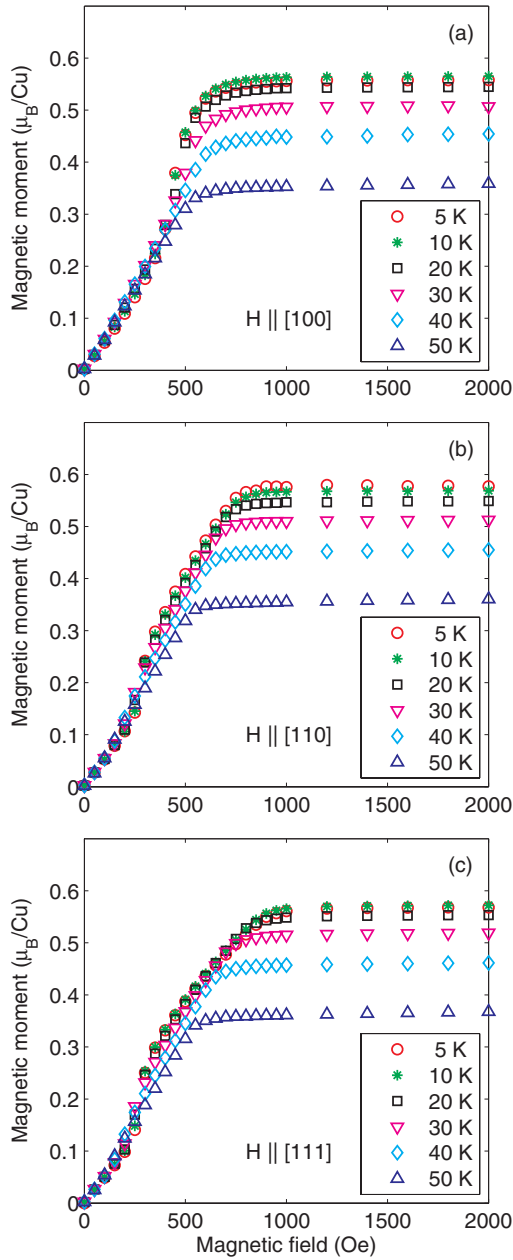 (a)
Magnetic moment (μB/Cu)
0.6
0.5
0.4
0.3
0.2
0.1
0
H || [100]
5 K
10 K
20 K
30 K
40 K
50 K
0 500 1000 1500 2000
(b)
Magnetic moment (μB/Cu)
0.6
0.5
0.4
0.3
0.2
0.1
0
H || [110]
5 K
10 K
20 K
30 K
40 K
50 K
0 500 1000 1500 2000
(c)
Magnetic moment (μB/Cu)
0.6
0.5
0.4
0.3
0.2
0.1
0
H || [111]
5 K
10 K
20 K
30 K
40 K
50 K
0 500 1000 1500 2000
Magnetic field (Oe)